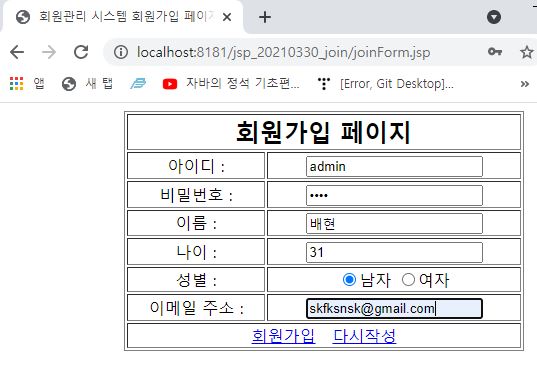 회원관리 시스템 회원가입 페이지
localhost:8181/jsp_20210330_join/joinForm.jsp
앱 새 탭 자바의 정석 기초편... [Error, Git Desktop]...
회원가입 페이지
아이디 : admin
비밀번호 : ••••
이름 : 배현
나이 : 31
성별 : 남자 여자
이메일 주소 : skfksnsk@gmail.com
회원가입 다시작성